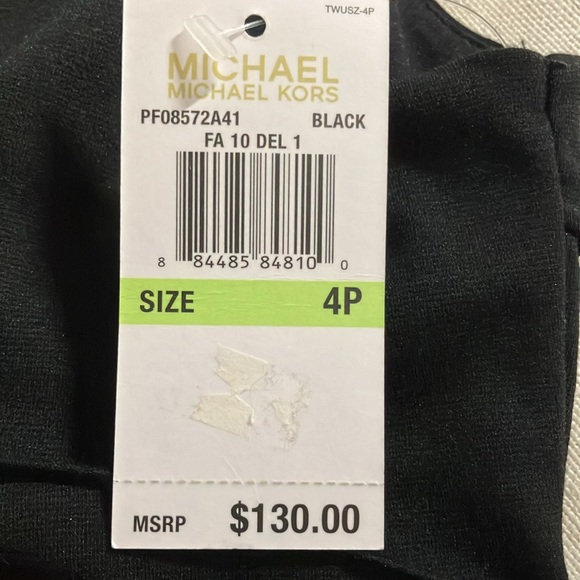 TWUSZ-4P
MICHAEL
MICHAEL KORS
PF08572A41 BLACK
FA 10 DEL 1
8 84485 84810 0
SIZE 4P
MSRP $130.00